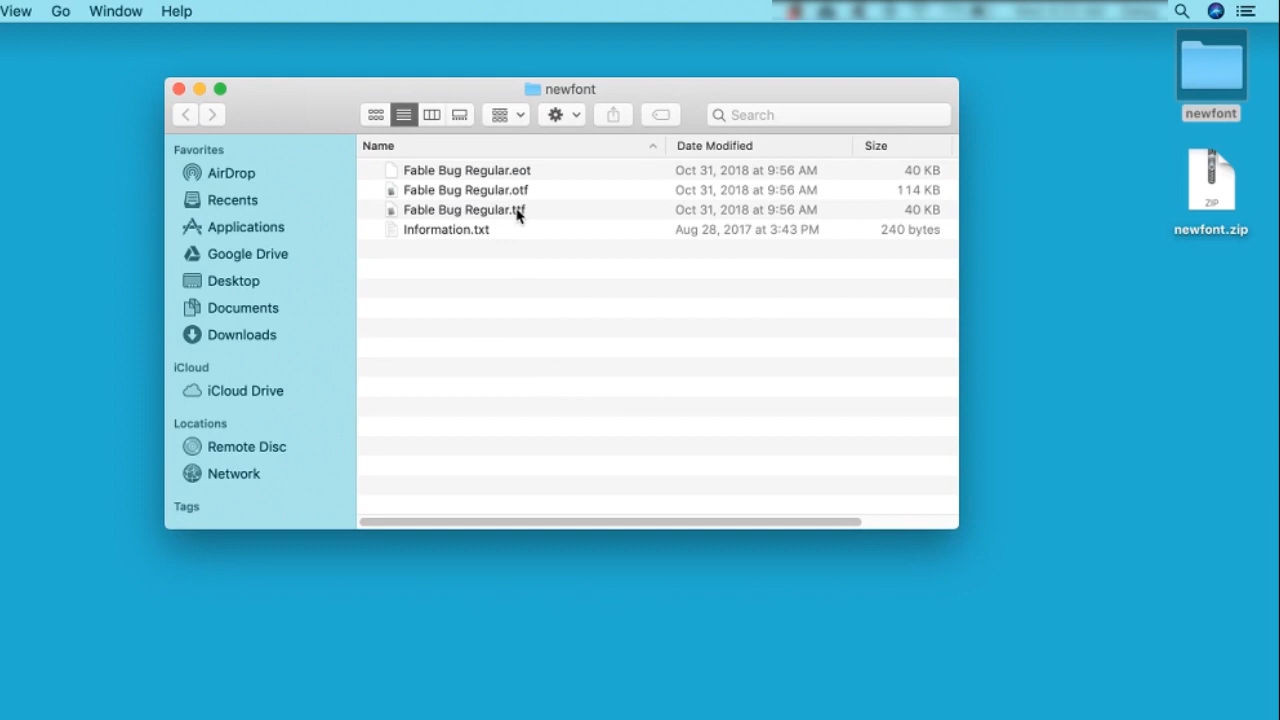 View Go Window Help
newfont
Search
Favorites
AirDrop
Recents
Applications
Google Drive
Desktop
Documents
Downloads
iCloud
iCloud Drive
Locations
Remote Disc
Network
Tags
Name Date Modified Size
Fable Bug Regular.eot Oct 31, 2018 at 9:56 AM 40 KB
Fable Bug Regular.otf Oct 31, 2018 at 9:56 AM 114 KB
Fable Bug Regular.ttf Oct 31, 2018 at 9:56 AM 40 KB
Information.txt Aug 28, 2017 at 3:43 PM 240 bytes
newfont
ZIP
newfont.zip